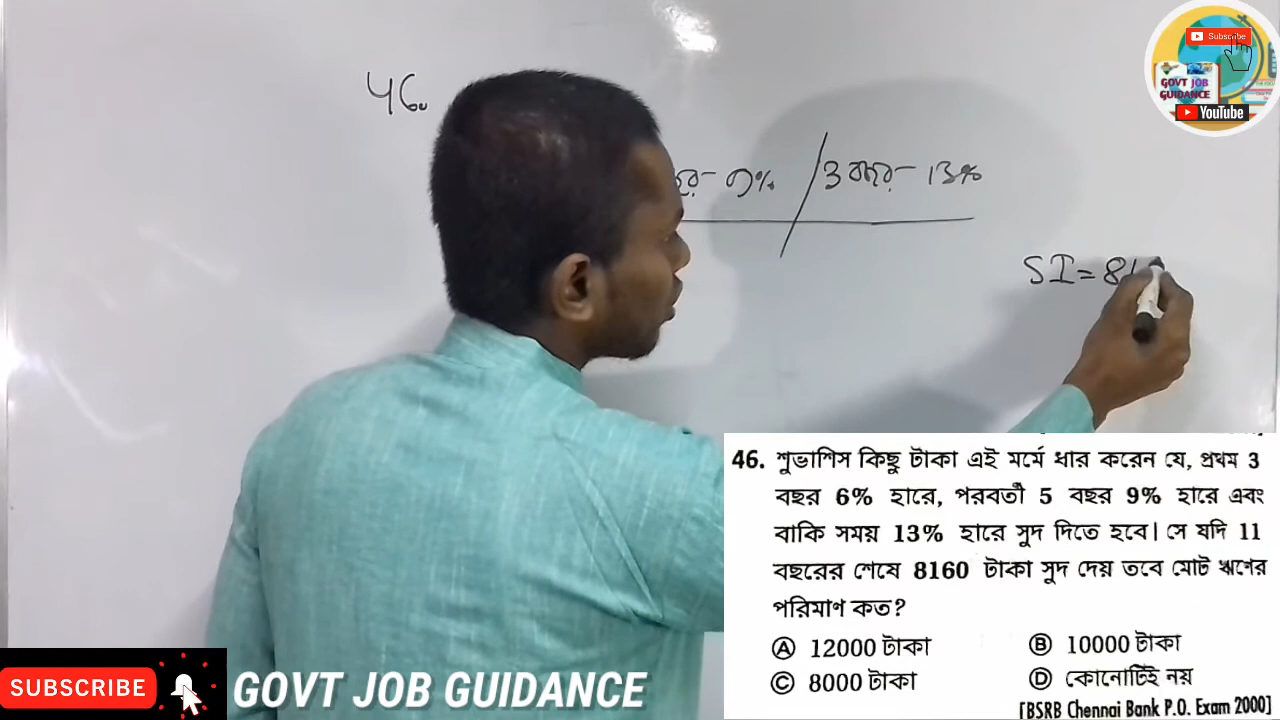 Subscribe
GOVT JOB
GUIDANCE
YouTube
46.
9% / 3 বছর - 13%
SI = 81
46. শুভাশিস কিছু টাকা এই মর্মে ধার করেন যে, প্রথম 3
বছর 6% হারে, পরবর্তী 5 বছর 9% হারে এবং
বাকি সময় 13% হারে সুদ দিতে হবে। সে যদি 11
বছরের শেষে 8160 টাকা সুদ দেয় তবে মোট ঋণের
পরিমাণ কত?
Ⓐ 12000 টাকা Ⓑ 10000 টাকা
Ⓒ 8000 টাকা Ⓓ কোনোটিই নয়
[BSRB Chennai Bank P.O. Exam 2000]
SUBSCRIBE
GOVT JOB GUIDANCE